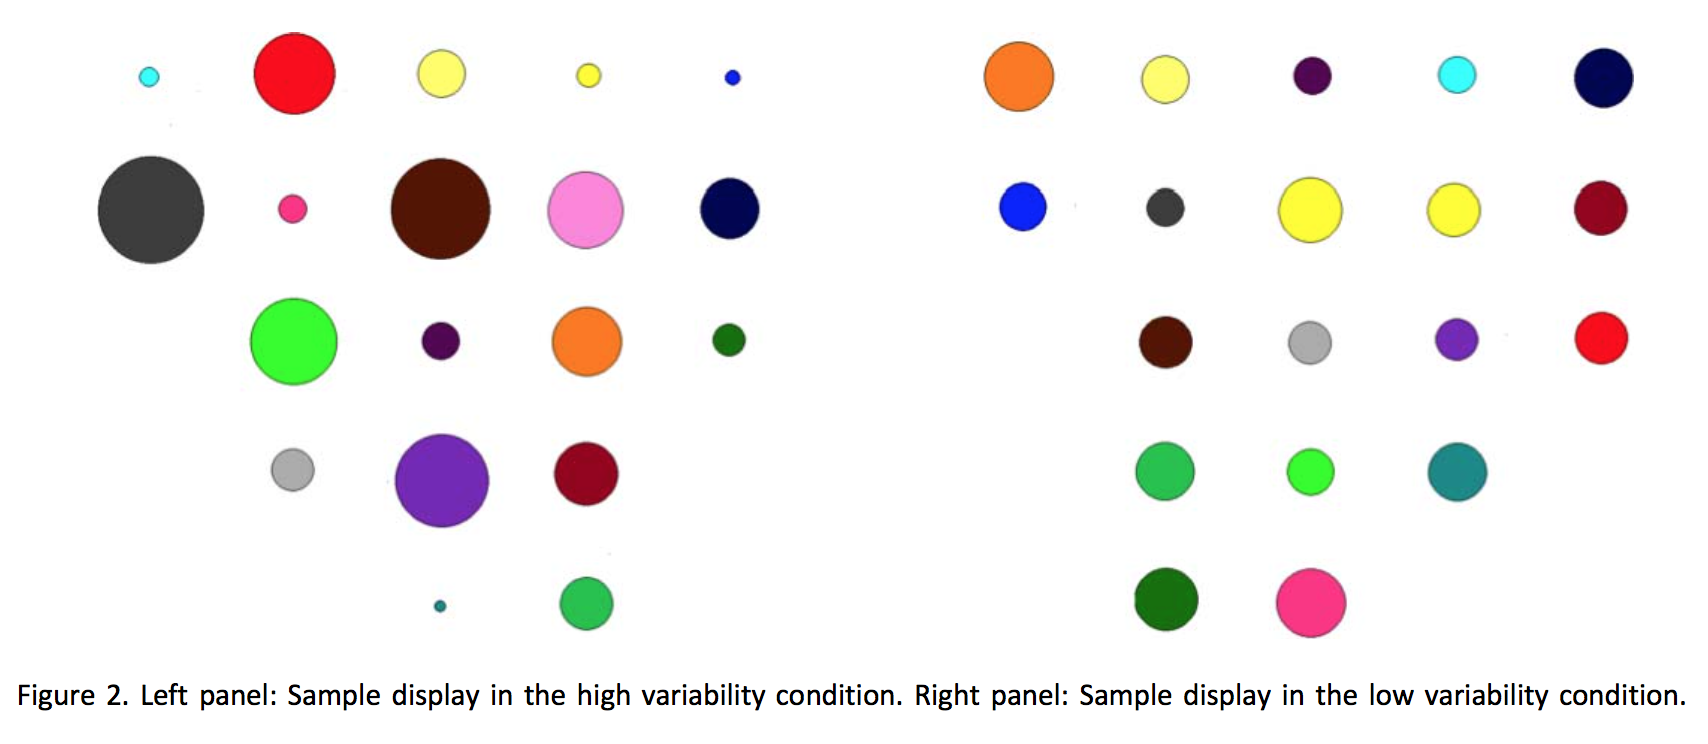 Figure 2. Left panel: Sample display in the high variability condition. Right panel: Sample display in the low variability condition.